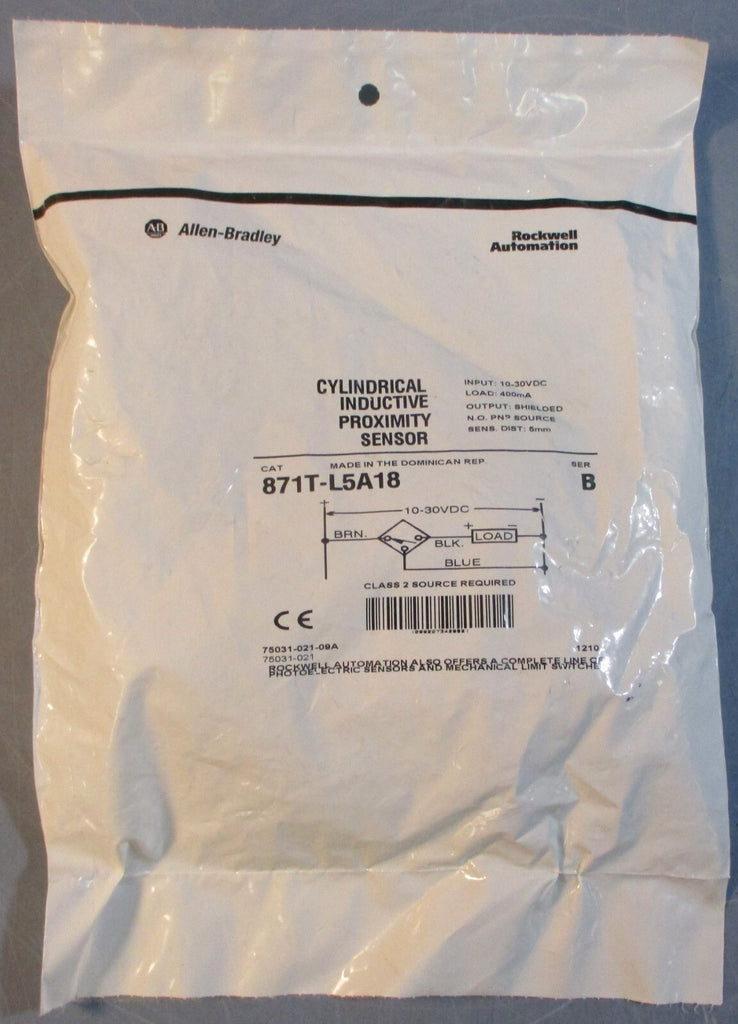 AB Allen-Bradley
Rockwell
Automation
CYLINDRICAL
INDUCTIVE
PROXIMITY
SENSOR
INPUT: 10-30VDC
LOAD: 400mA
OUTPUT: SHIELDED
N.O. PNP SOURCE
SENS. DIST: 5mm
CAT MADE IN THE DOMINICAN REP. SER
871T-L5A18 B
+ 10-30VDC −
BRN. BLK. + LOAD −
BLUE
CLASS 2 SOURCE REQUIRED
CE
75031-021-09A 1210
75031-021
ROCKWELL AUTOMATION ALSO OFFERS A COMPLETE LINE
PHOTOELECTRIC SENSORS AND MECHANICAL LIMIT